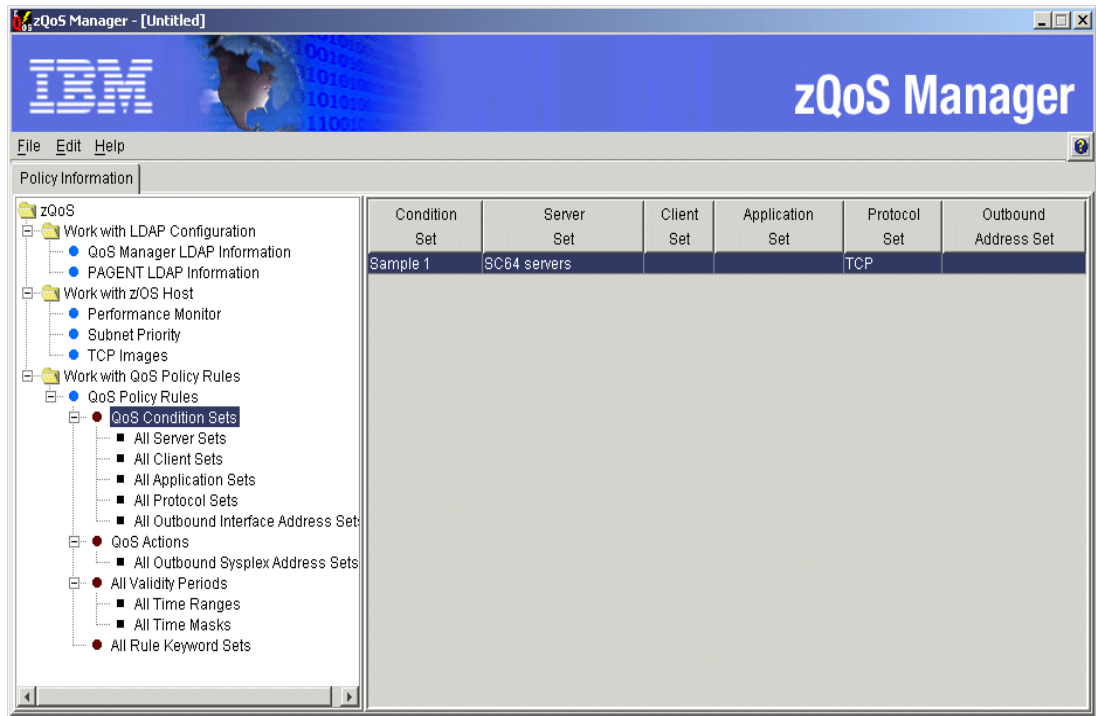 zQoS Manager - [Untitled]
IBM
zQoS Manager
File Edit Help
Policy Information
zQoS
Work with LDAP Configuration
QoS Manager LDAP Information
PAGENT LDAP Information
Work with z/OS Host
Performance Monitor
Subnet Priority
TCP Images
Work with QoS Policy Rules
QoS Policy Rules
QoS Condition Sets
All Server Sets
All Client Sets
All Application Sets
All Protocol Sets
All Outbound Interface Address Sets
QoS Actions
All Outbound Sysplex Address Sets
All Validity Periods
All Time Ranges
All Time Masks
All Rule Keyword Sets
Condition Set
Server Set
Client Set
Application Set
Protocol Set
Outbound Address Set
Sample 1 SC64 servers TCP